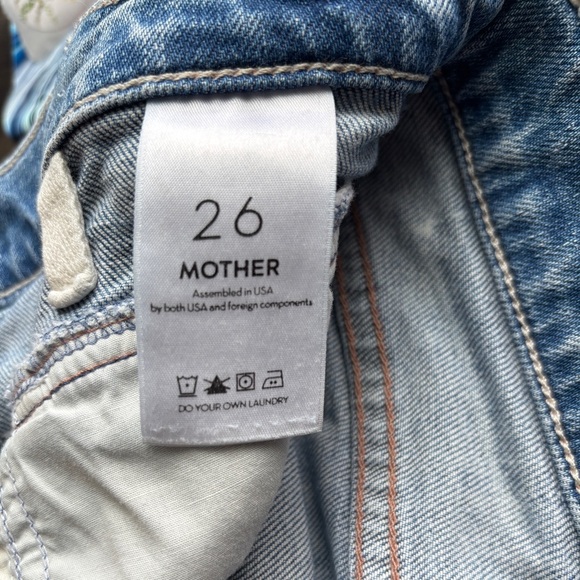 26
MOTHER
Assembled in USA
by both USA and foreign components
DO YOUR OWN LAUNDRY